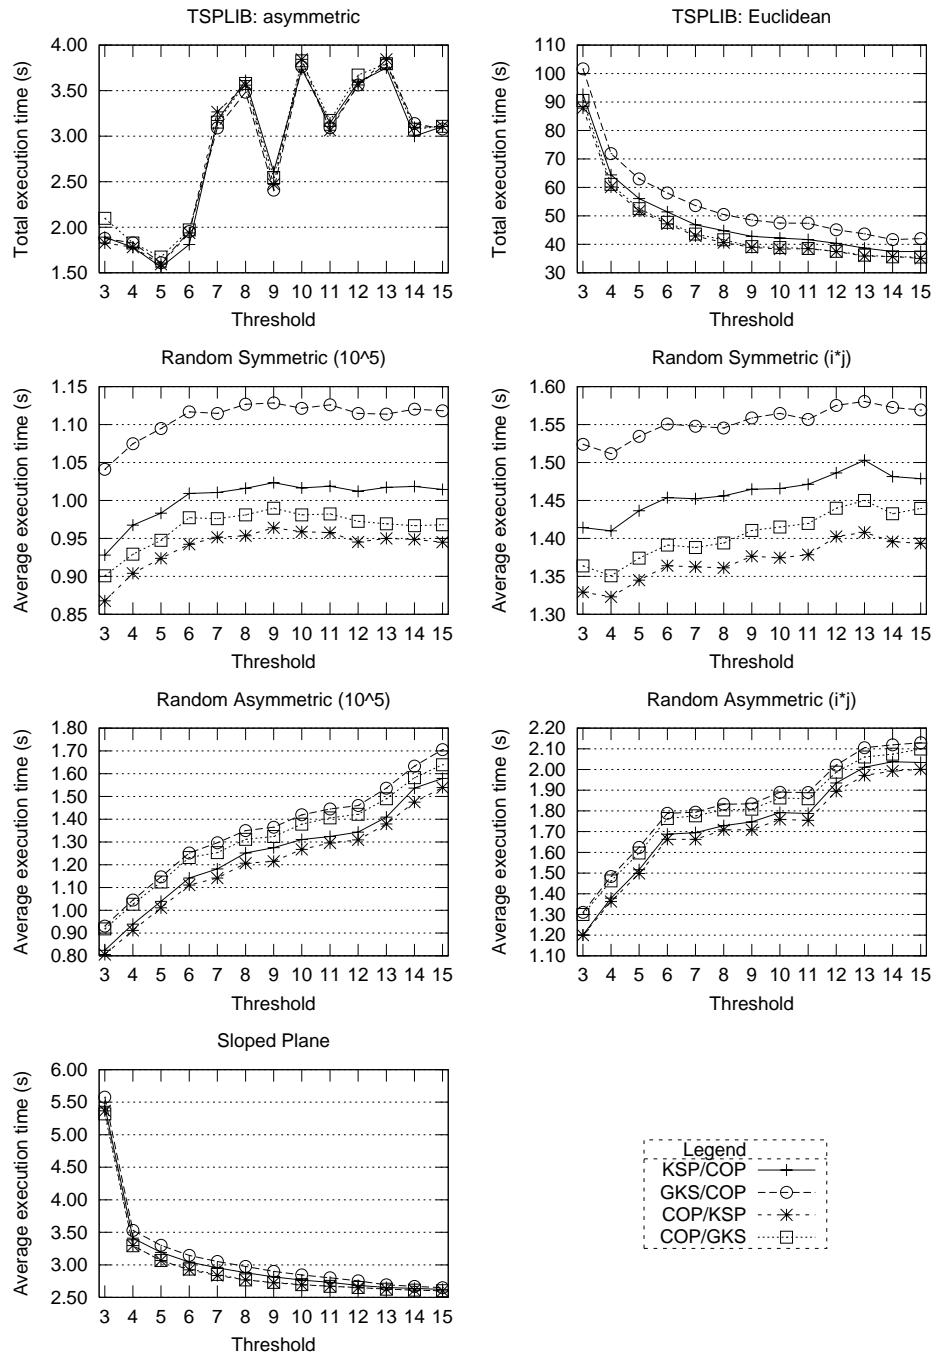 TSPLIB: asymmetric
Total execution time (s)
4.00
3.50
3.00
2.50
2.00
1.50
3 4 5 6 7 8 9 10 11 12 13 14 15
Threshold
TSPLIB: Euclidean
Total execution time (s)
110
100
90
80
70
60
50
40
30
3 4 5 6 7 8 9 10 11 12 13 14 15
Threshold
Random Symmetric (10^5)
Average execution time (s)
1.15
1.10
1.05
1.00
0.95
0.90
0.85
3 4 5 6 7 8 9 10 11 12 13 14 15
Threshold
Random Symmetric (i*j)
Average execution time (s)
1.60
1.50
1.45
1.40
1.35
1.30
3 4 5 6 7 8 9 10 11 12 13 14 15
Threshold
Random Asymmetric (10^5)
Average execution time (s)
1.80
1.70
1.60
1.50
1.40
1.30
1.20
1.10
1.00
0.90
0.80
3 4 5 6 7 8 9 10 11 12 13 14 15
Threshold
Random Asymmetric (i*j)
Average execution time (s)
2.20
2.10
2.00
1.90
1.80
1.70
1.60
1.50
1.40
1.30
1.20
1.10
3 4 5 6 7 8 9 10 11 12 13 14 15
Threshold
Sloped Plane
Average execution time (s)
6.00
5.50
5.00
4.50
4.00
3.50
3.00
2.50
3 4 5 6 7 8 9 10 11 12 13 14 15
Threshold
Legend
KSP/COP
GKS/COP
COP/KSP
COP/GKS